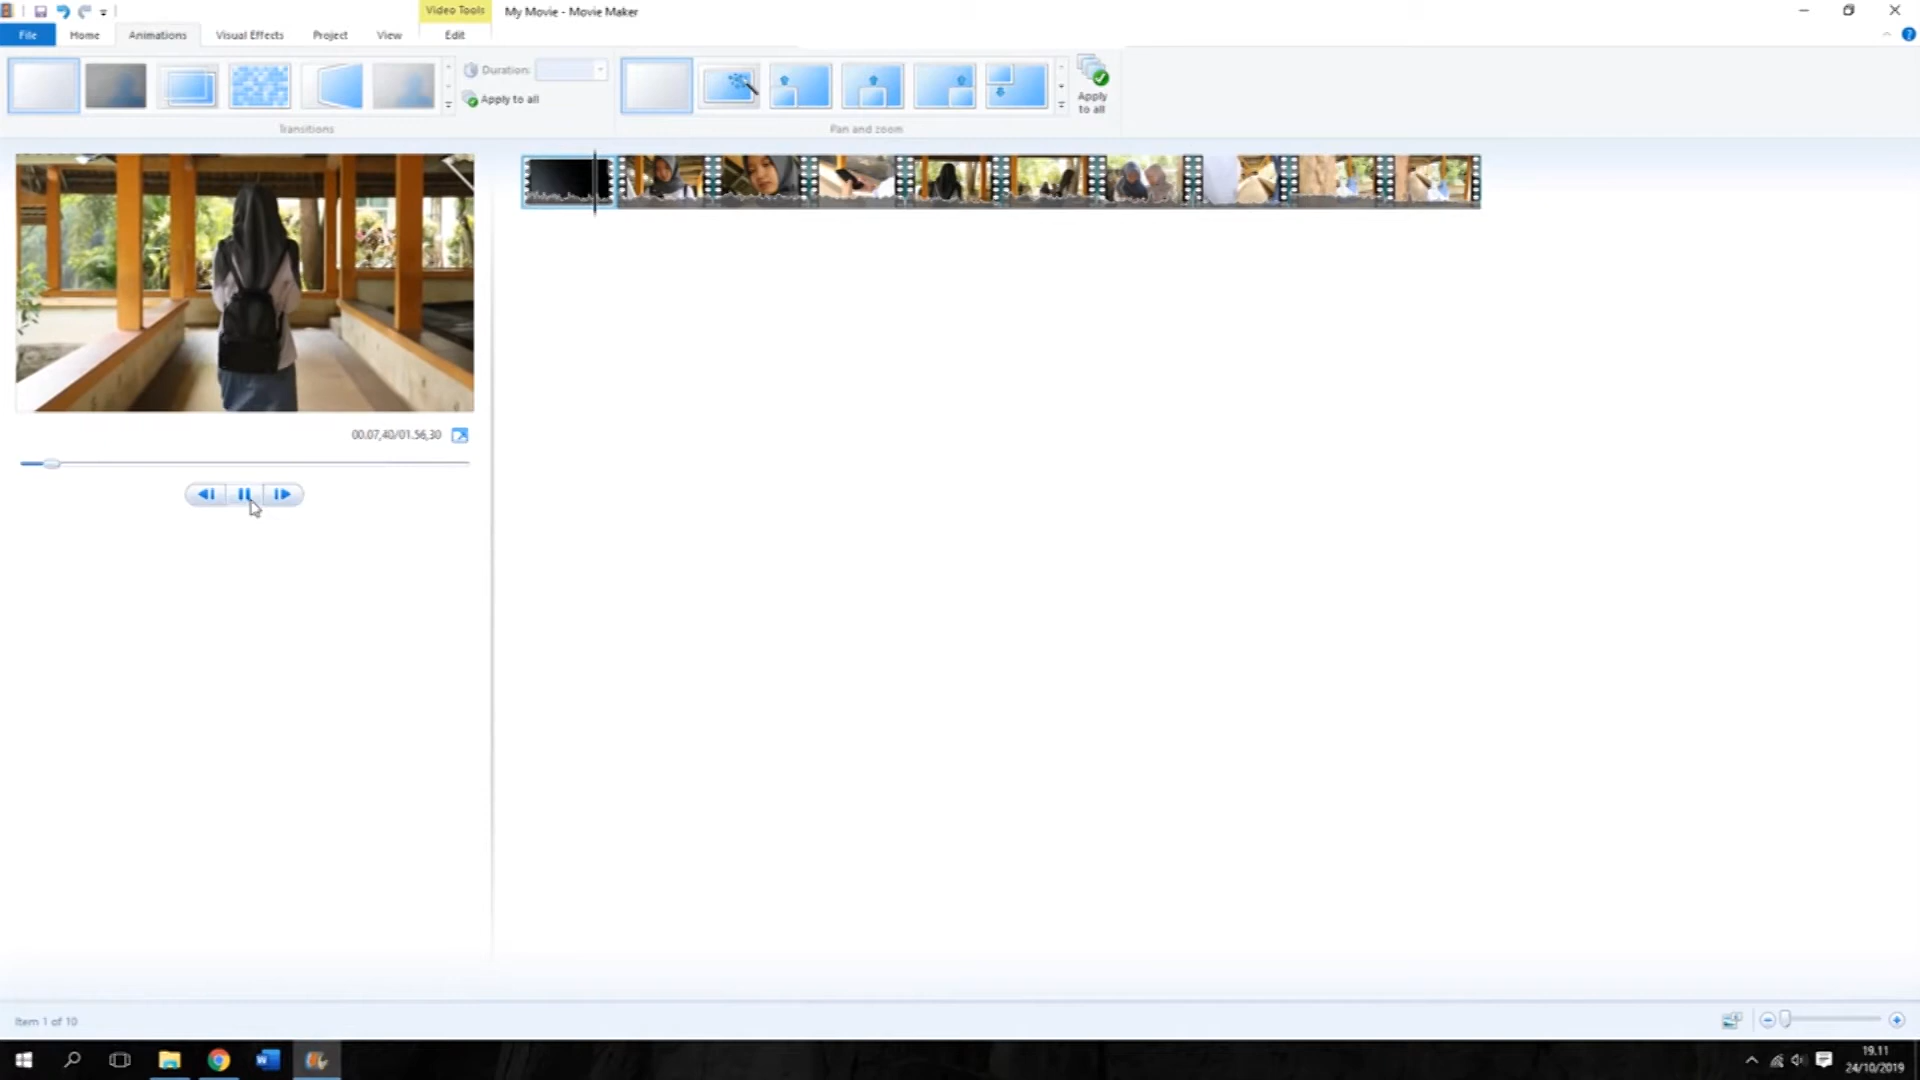 Video Tools
My Movie - Movie Maker
File
Home
Animations
Visual Effects
Project
View
Edit
Duration:
Apply to all
Transitions
Pan and zoom
Apply
to all
00.07,40/01.56,30
Item 1 of 10
19.11
24/10/2019